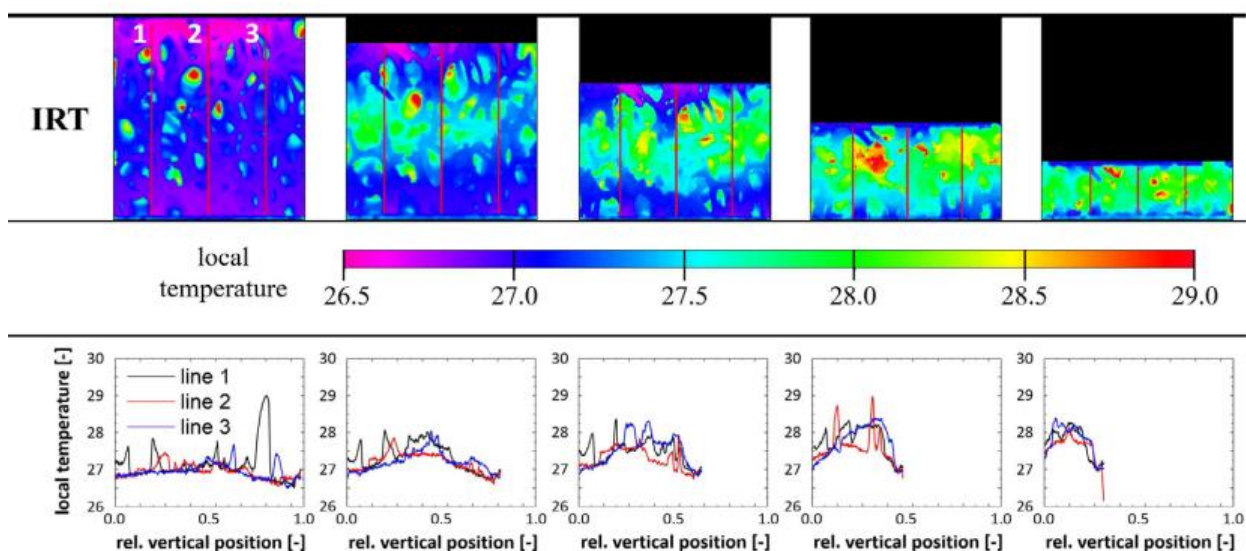 1 2 3
IRT
local
temperature
26.5 27.0 27.5 28.0 28.5 29.0
local temperature [-]
30 30 30 30 30
29 29 29 29 29
line 1
line 2
line 3
28 28 28 28 28
27 27 27 27 27
26 26 26 26 26
0.0 0.5 1.0 0.0 0.5 1.0 0.0 0.5 1.0 0.0 0.5 1.0 0.0 0.5 1.0
rel. vertical position [-] rel. vertical position [-] rel. vertical position [-] rel. vertical position [-] rel. vertical position [-]